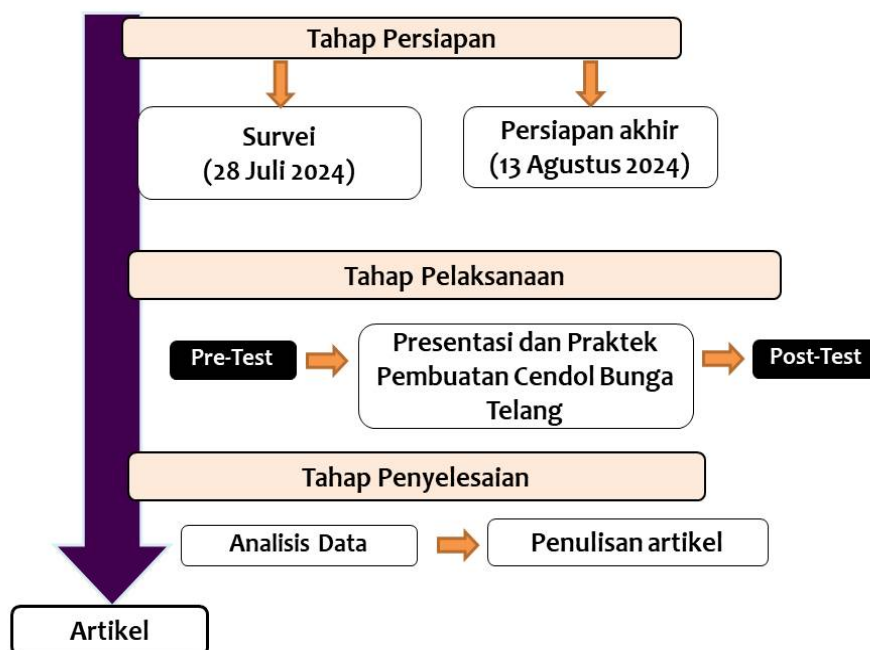 Tahap Persiapan
Survei
(28 Juli 2024)
Persiapan akhir
(13 Agustus 2024)
Tahap Pelaksanaan
Pre-Test
Presentasi dan Praktek
Pembuatan Cendol Bunga
Telang
Post-Test
Tahap Penyelesaian
Analisis Data
Penulisan artikel
Artikel